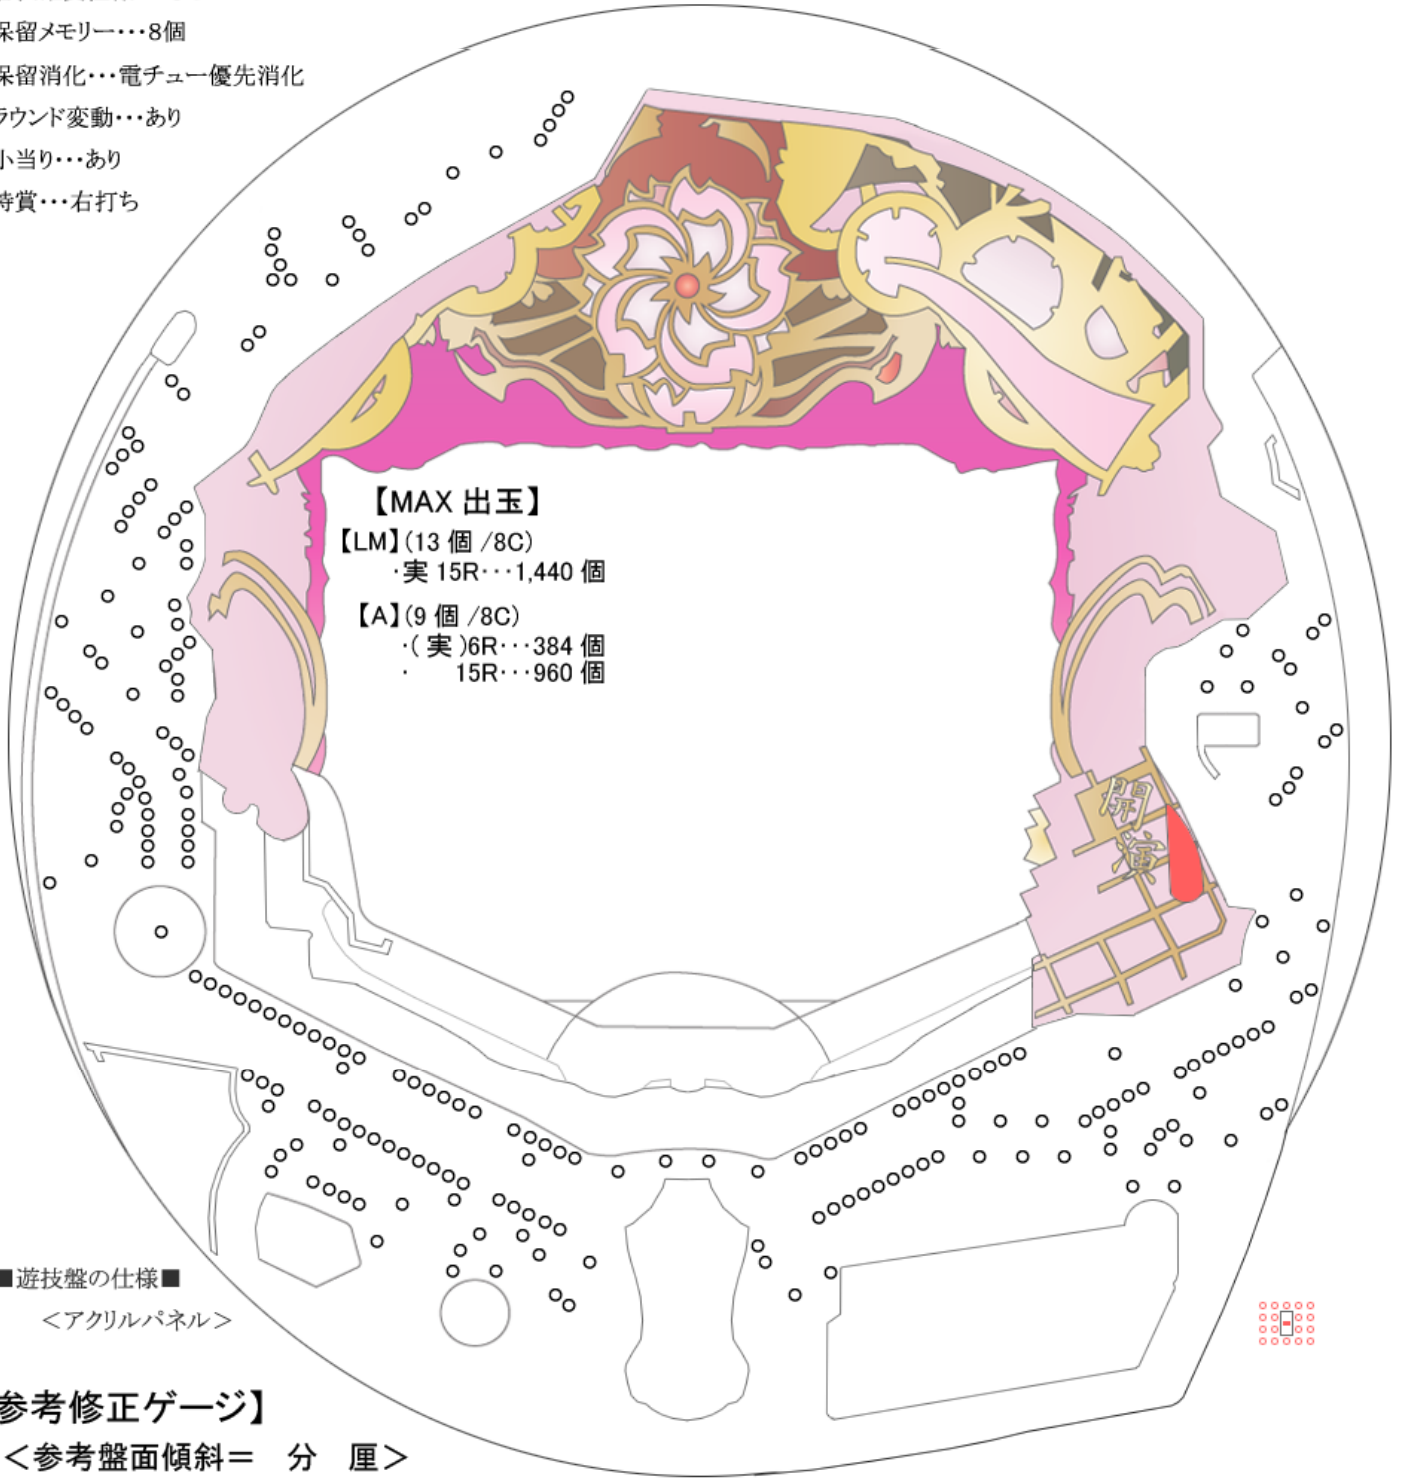 保留メモリー・・・8個
保留消化・・・電チュー優先消化
ラウンド変動・・・あり
小当り・・・あり
特賞・・・右打ち
【MAX 出玉】
【LM】(13 個 /8C)
・実 15R・・・1,440 個
【A】(9 個 /8C)
・( 実 )6R・・・384 個
・ 15R・・・960 個
開
演
■遊技盤の仕様■
＜アクリルパネル＞
参考修正ゲージ】
＜参考盤面傾斜＝ 分 厘＞